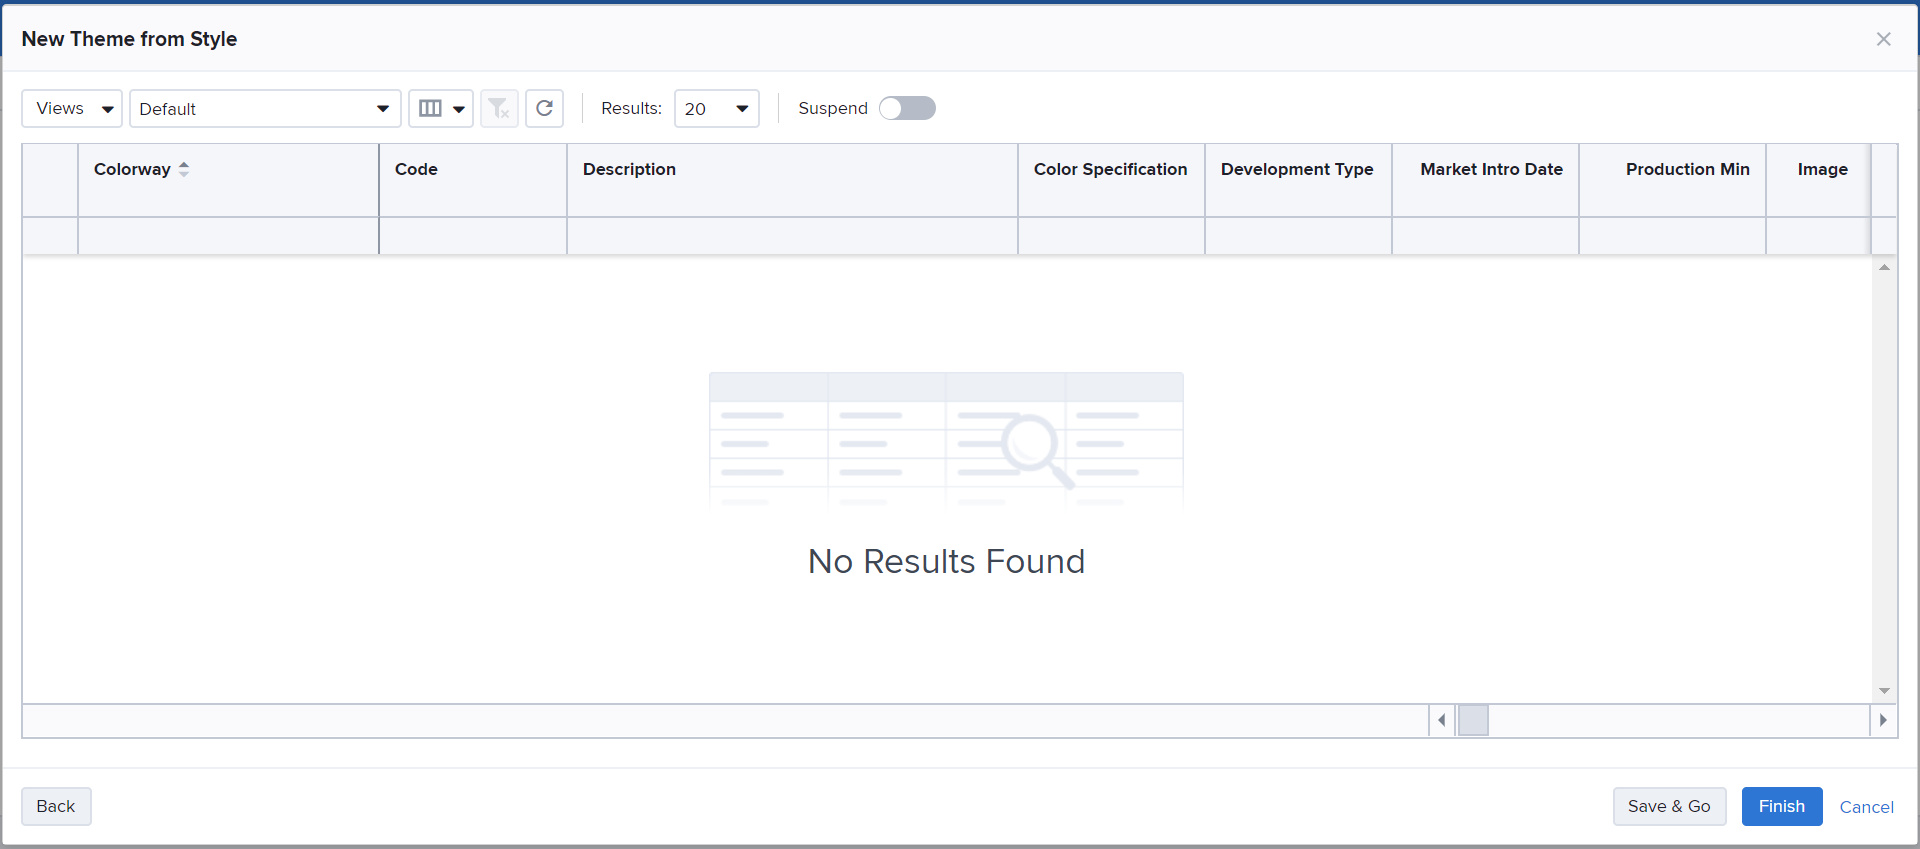 New Theme from Style
Views Default Results: 20 Suspend
Colorway Code Description Color Specification Development Type Market Intro Date Production Min Image
No Results Found
Back Save & Go Finish Cancel